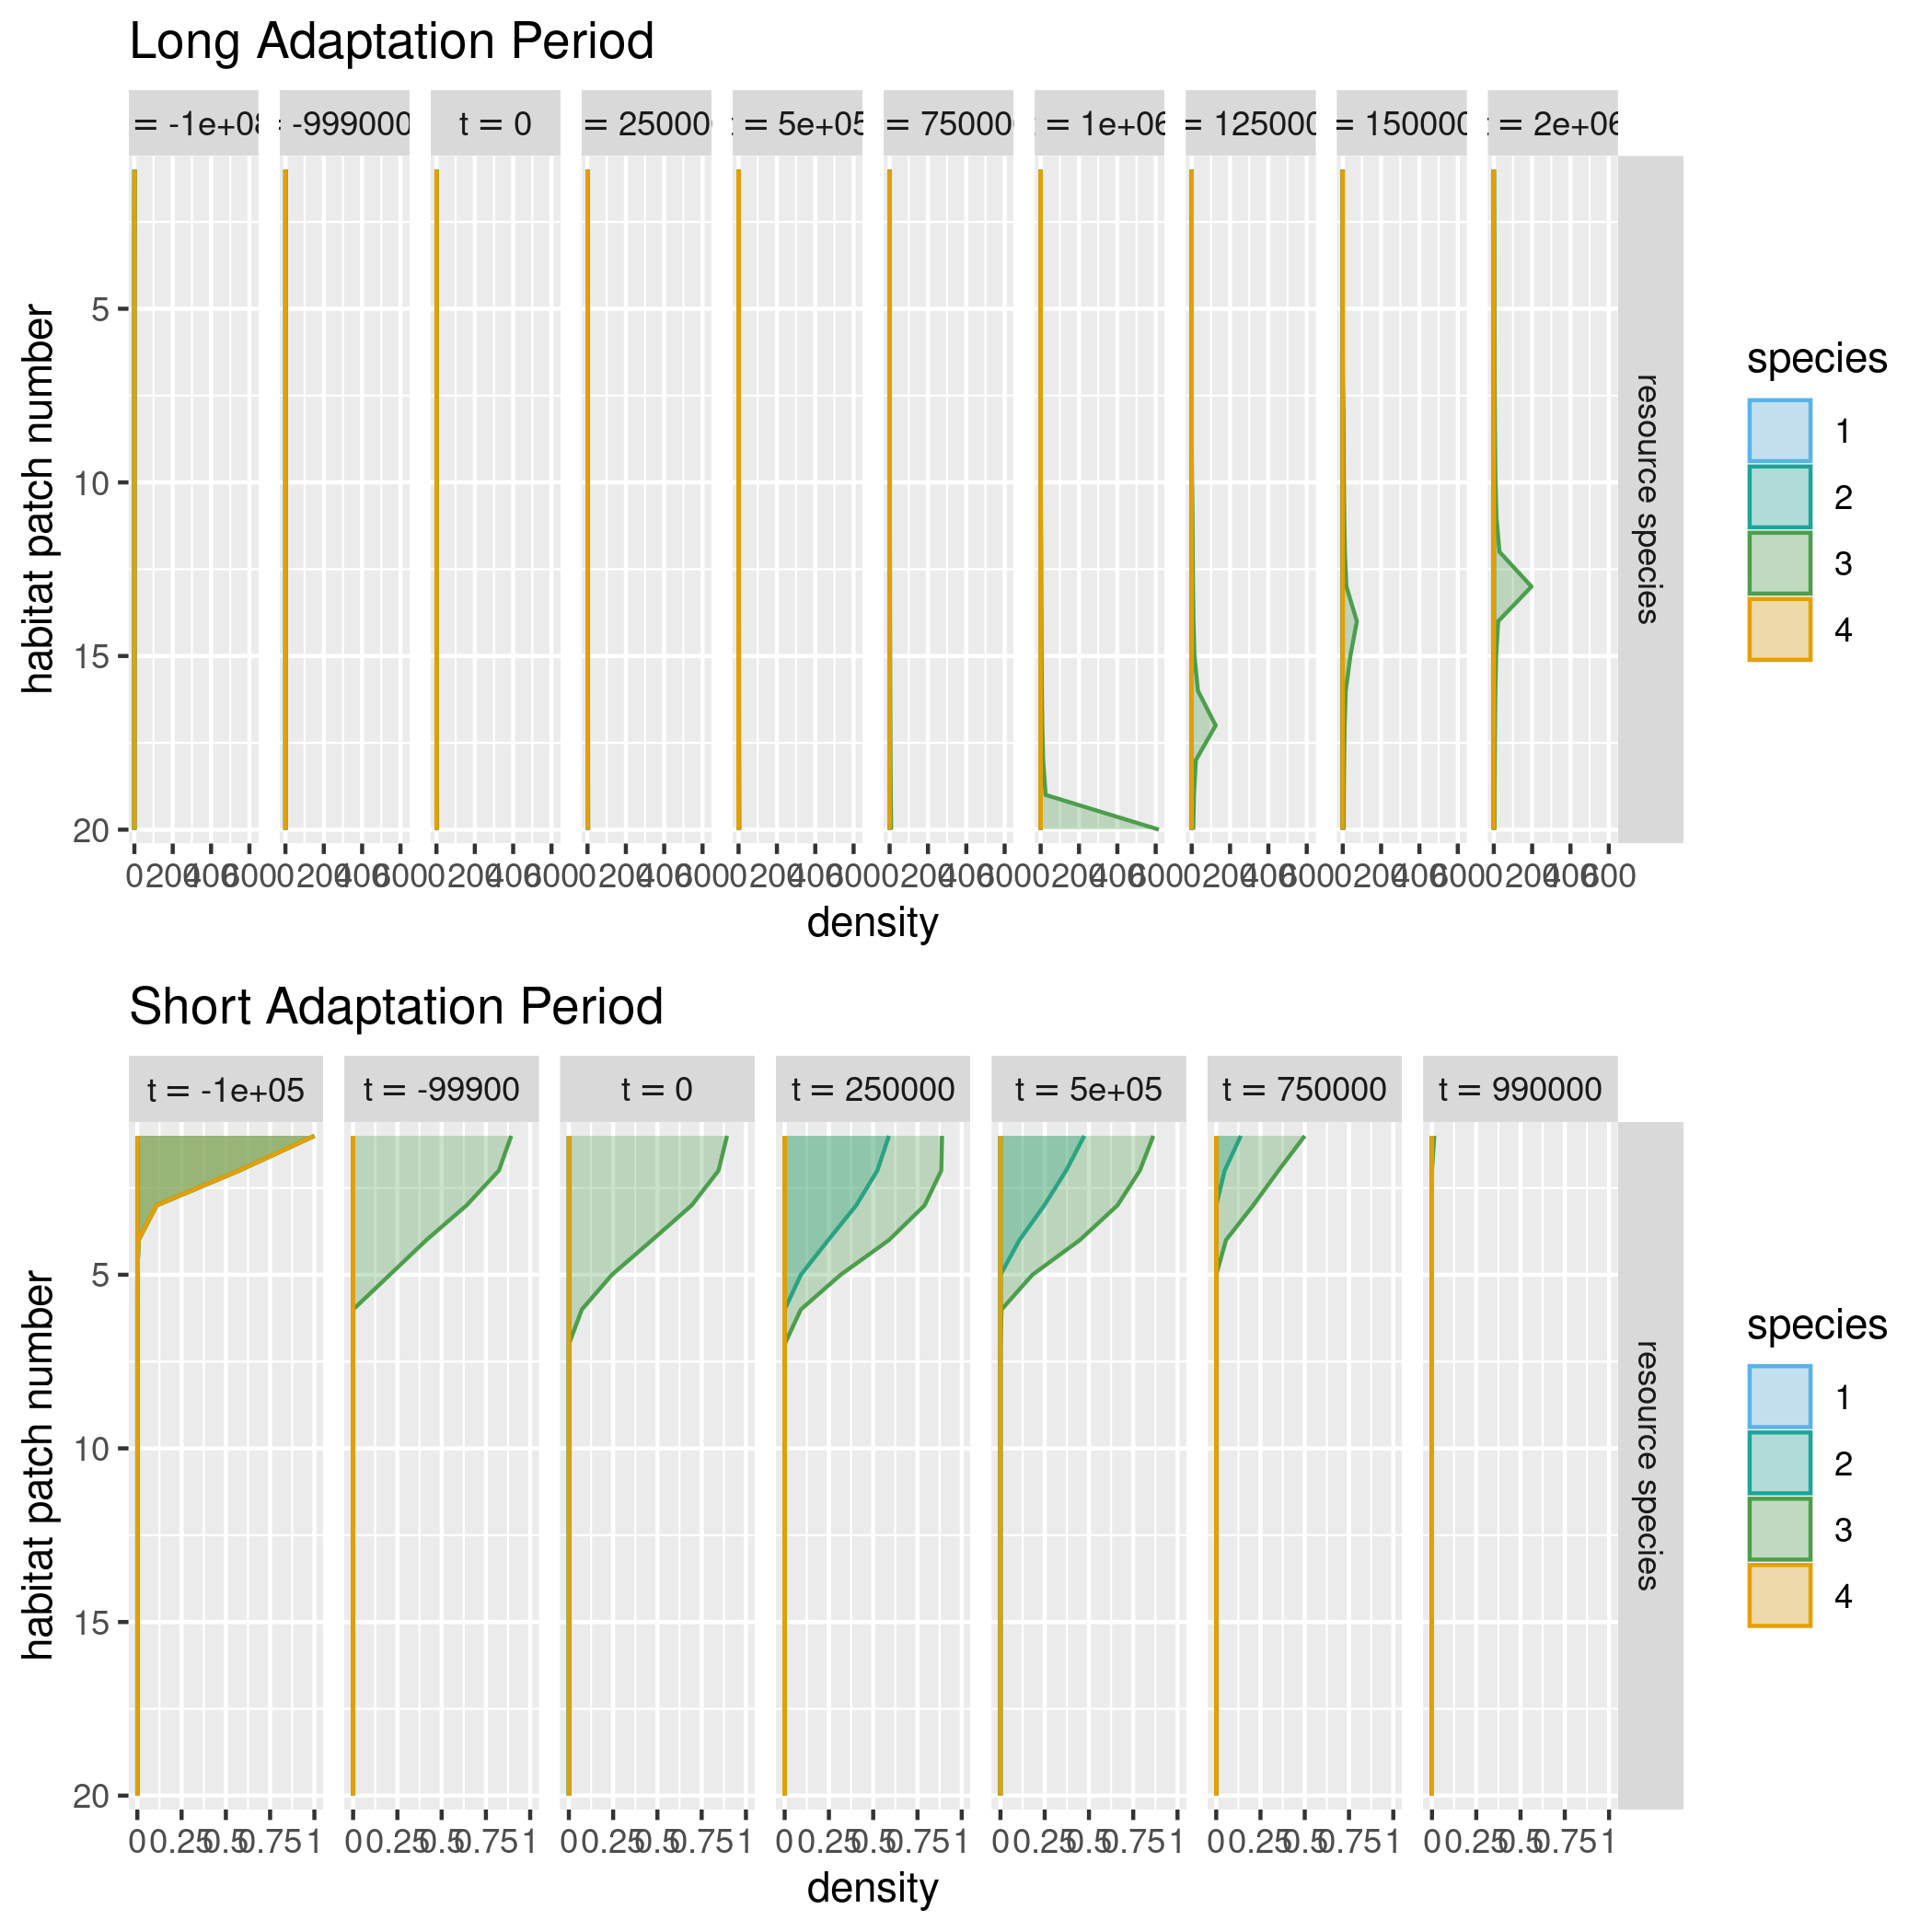 Long Adaptation Period
= -1e+08 = -999000 t = 0 = 250000 = 5e+05 = 750000 = 1e+06 = 125000 = 150000 = 2e+06
habitat patch number
5
10
15
20
resource species
0 200 400 600 0 200 400 600 0 200 400 600 0 200 400 600 0 200 400 600 0 200 400 600 0 200 400 600 0 200 400 600 0 200 400 600 0 200 400 600
density
species
1
2
3
4
Short Adaptation Period
t = -1e+05 t = -99900 t = 0 t = 250000 t = 5e+05 t = 750000 t = 990000
habitat patch number
5
10
15
20
resource species
0 0.25 0.5 0.75 1 0 0.25 0.5 0.75 1 0 0.25 0.5 0.75 1 0 0.25 0.5 0.75 1 0 0.25 0.5 0.75 1 0 0.25 0.5 0.75 1 0 0.25 0.5 0.75 1
density
species
1
2
3
4